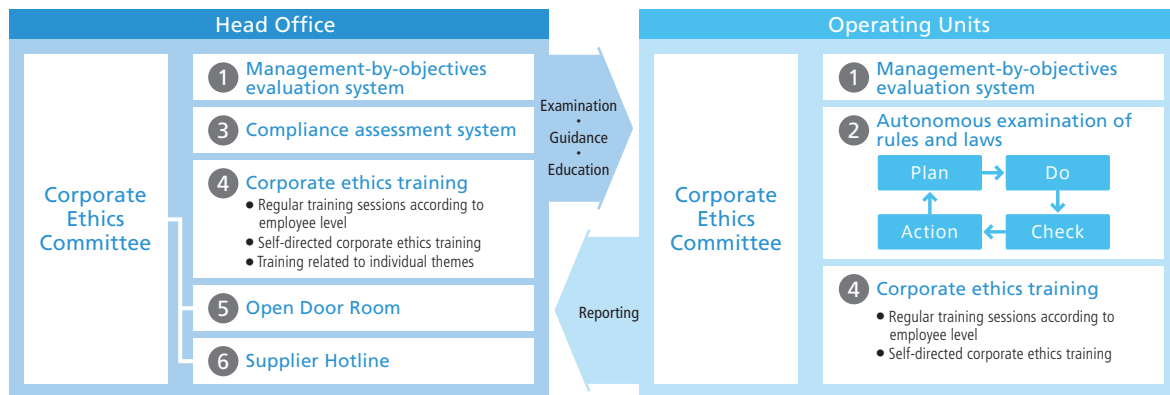 Head Office
Corporate
Ethics
Committee
1 Management-by-objectives
evaluation system
3 Compliance assessment system
4 Corporate ethics training
● Regular training sessions according to
employee level
● Self-directed corporate ethics training
● Training related to individual themes
5 Open Door Room
6 Supplier Hotline
Examination
•
Guidance
•
Education
Reporting
Operating Units
Corporate
Ethics
Committee
1 Management-by-objectives
evaluation system
2 Autonomous examination of
rules and laws
Plan
Do
Action
Check
4 Corporate ethics training
● Regular training sessions according to
employee level
● Self-directed corporate ethics training